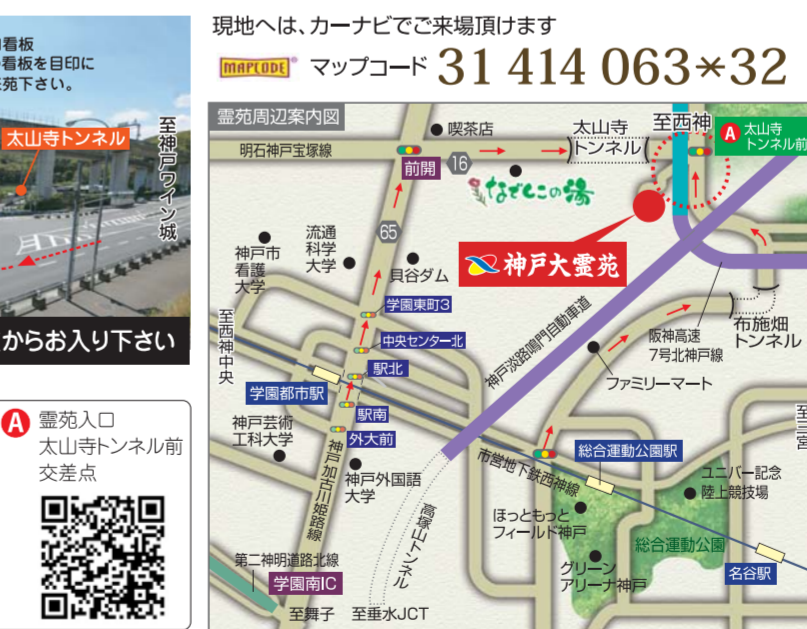 看板
看板を目印に
苑下さい。
太山寺トンネル
至神戸ワイン城
からお入り下さい
A 霊苑入口
太山寺トンネル前
交差点
現地へは、カーナビでご来場頂けます
MAPCODE® マップコード 31 414 063*32
霊苑周辺案内図
喫茶店
太山寺
トンネル
至西神
A 太山寺
トンネル前
明石神戸宝塚線
前開
16
なでしこの湯
65
流通
科学
大学
神戸市
看護
大学
貝谷ダム
神戸大霊苑
学園東町3
至西神中央
中央センター北
駅北
神戸淡路鳴門自動車道
阪神高速
7号北神戸線
布施畑
トンネル
ファミリーマート
学園都市駅
駅南
神戸芸術
工科大学
外大前
至三宮
総合運動公園駅
市営地下鉄西神線
神戸加古川姫路線
神戸外国語
大学
高塚山トンネル
ユニバー記念
陸上競技場
ほっともっと
フィールド神戸
総合運動公園
グリーン
アリーナ神戸
名谷駅
第二神明道路北線
学園南IC
至舞子
至垂水JCT